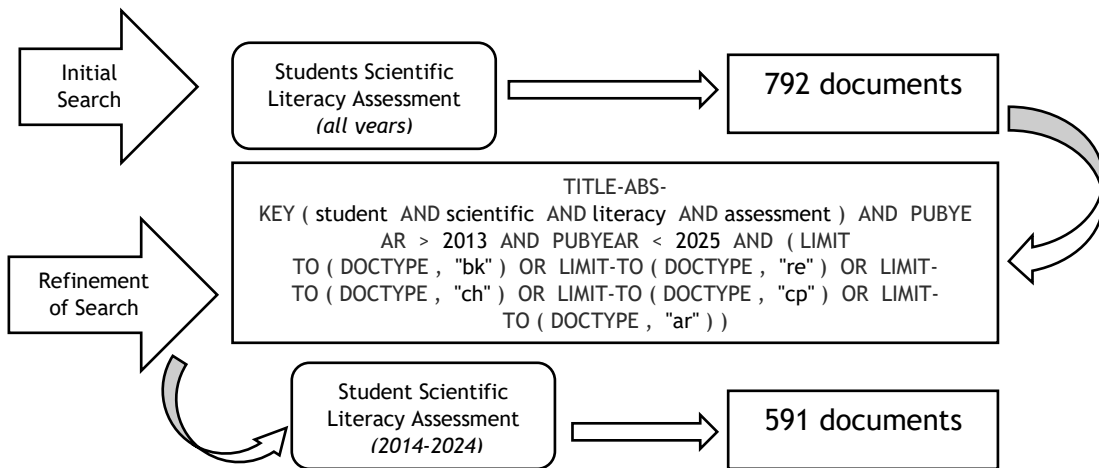 Initial
Search
Students Scientific
Literacy Assessment
(all years)
792 documents
TITLE-ABS-
KEY ( student AND scientific AND literacy AND assessment ) AND PUBYE
AR > 2013 AND PUBYEAR < 2025 AND ( LIMIT
TO ( DOCTYPE , "bk" ) OR LIMIT-TO ( DOCTYPE , "re" ) OR LIMIT-
TO ( DOCTYPE , "ch" ) OR LIMIT-TO ( DOCTYPE , "cp" ) OR LIMIT-
TO ( DOCTYPE , "ar" ) )
Refinement
of Search
Student Scientific
Literacy Assessment
(2014-2024)
591 documents